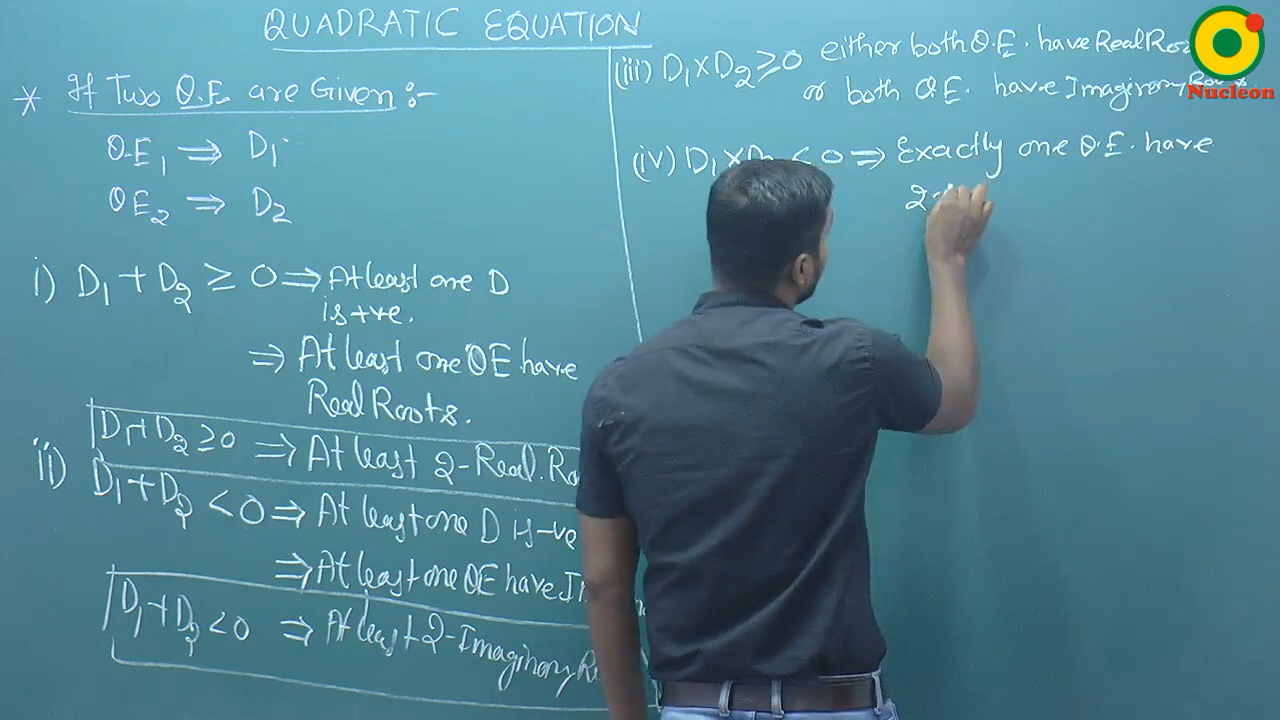 QUADRATIC EQUATION
* If Two Q.E are Given :-
Q.E1 ⇒ D1
QE2 ⇒ D2
i) D1 + D2 ≥ 0 ⇒ At least one D
is +ve.
⇒ At least one QE have
Real Roots.
D1+D2 ≥0 ⇒ At least 2-Real.
ii) D1+D2 <0 ⇒ At least one D is -ve
⇒ At least one QE have
D1+D2 <0 ⇒ At least 2-Imaginary
(iii) D1×D2 ≥0 either both Q.E. have Real
or both Q.E. have Imaginary
(iv) D1× < 0 ⇒ Exactly one Q.E. have
2-
Nucleon